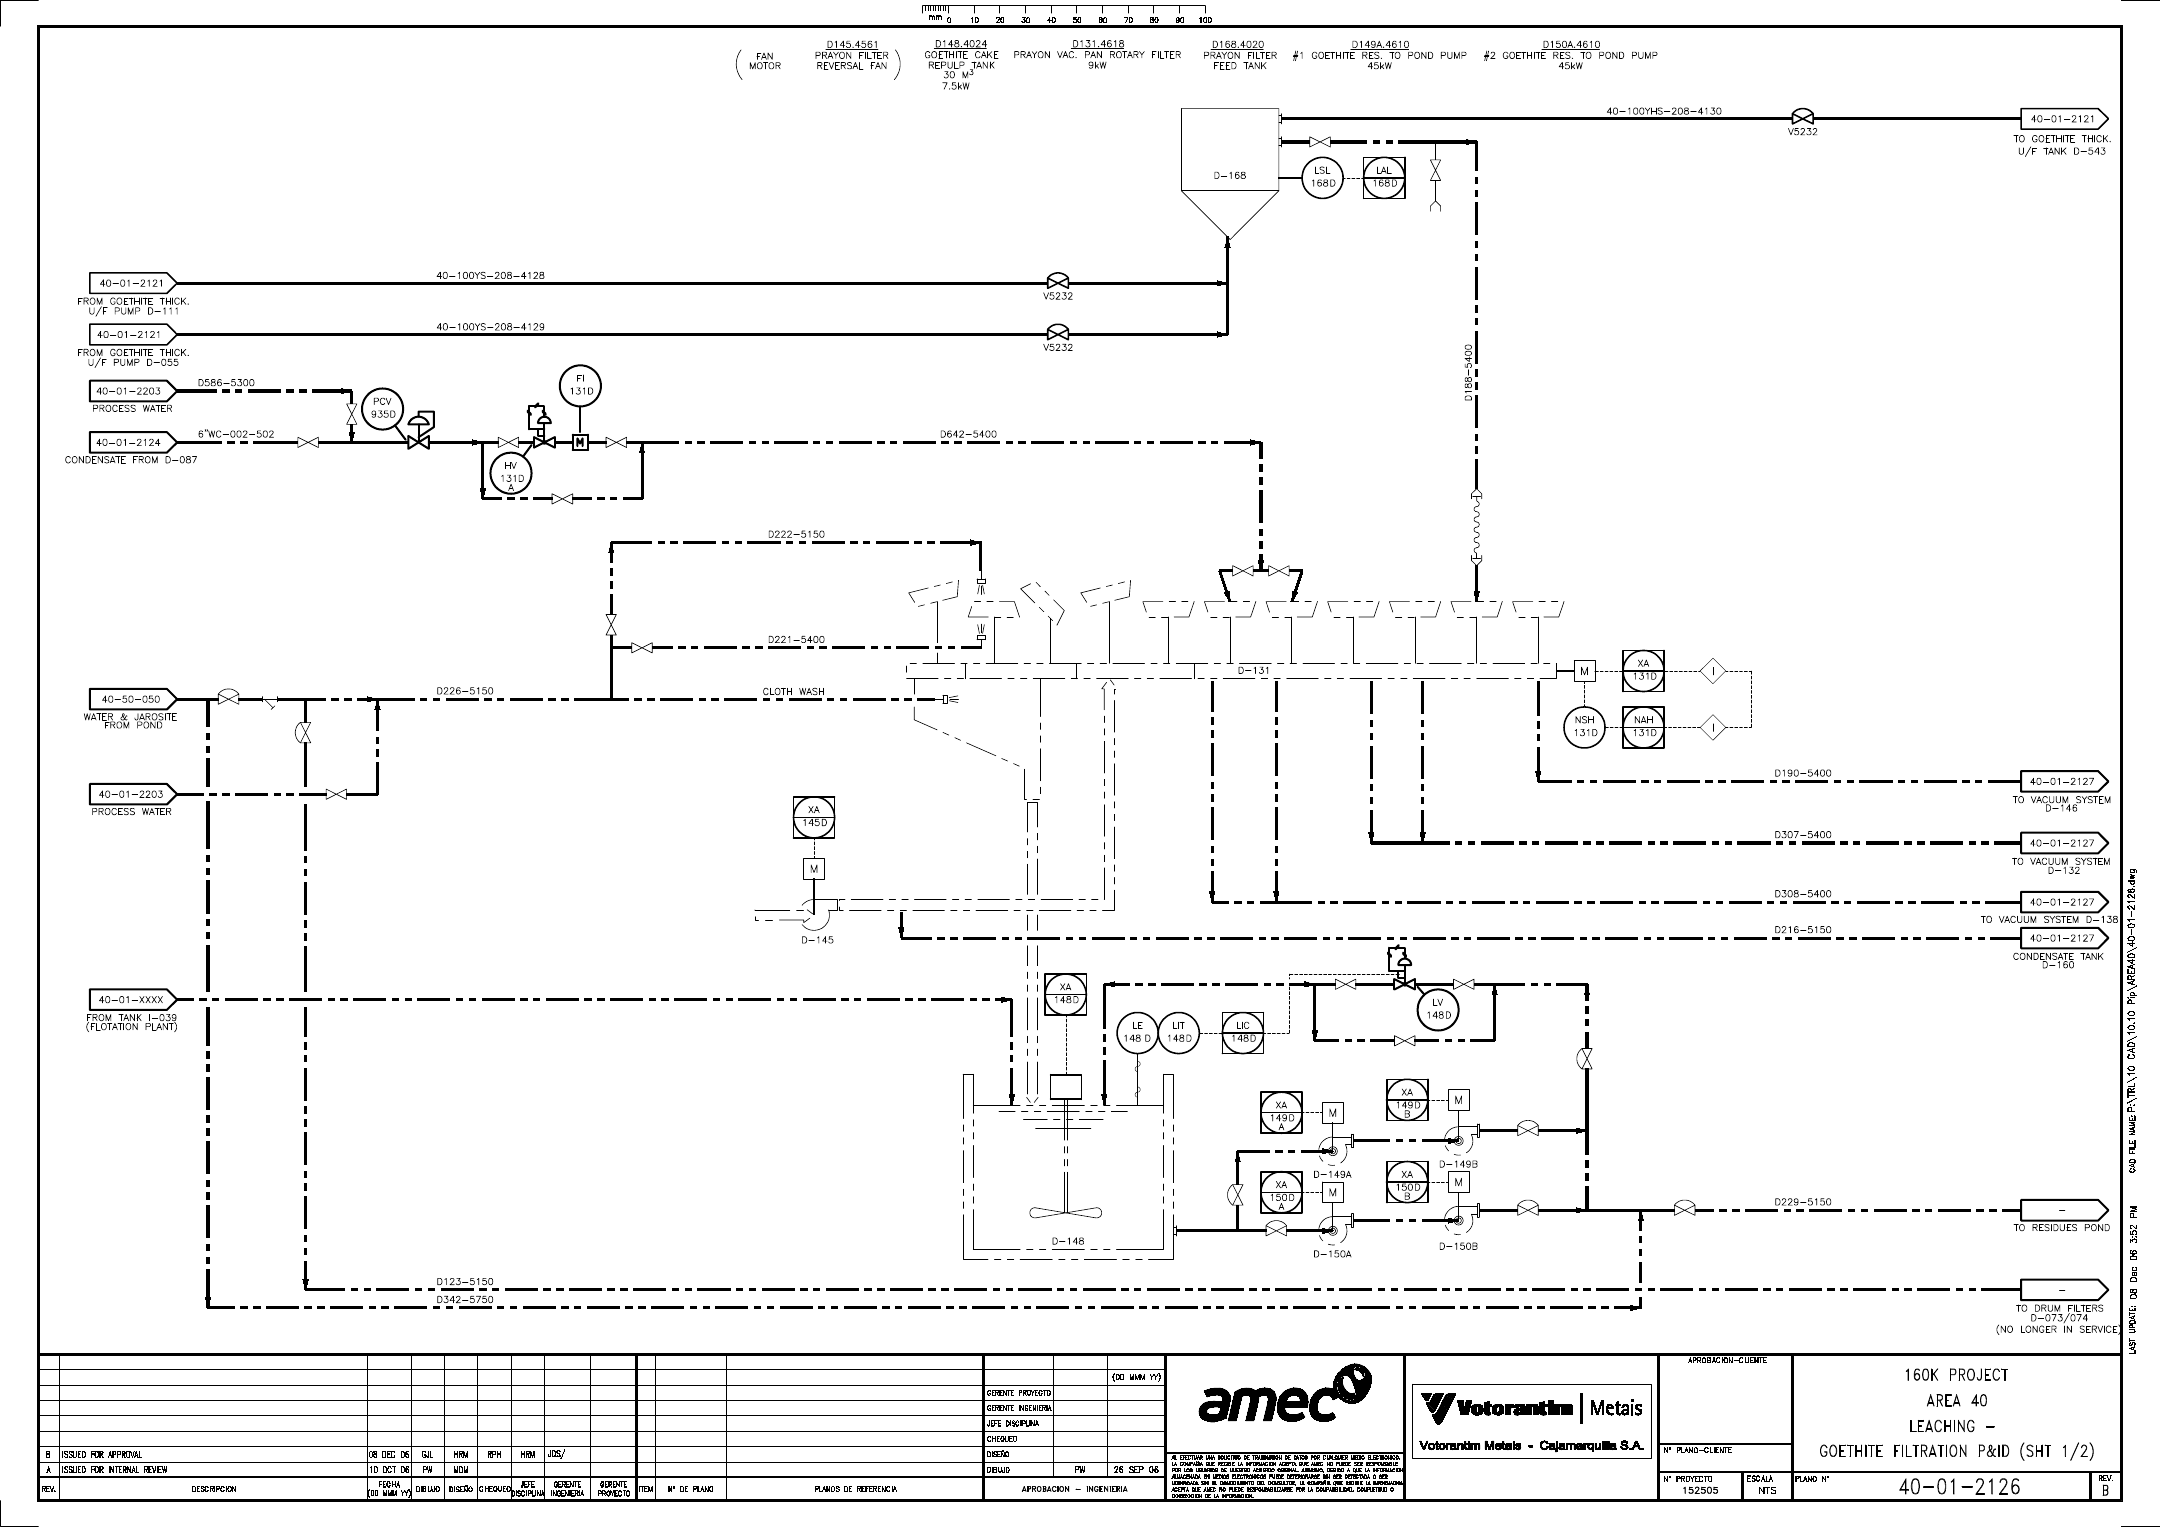 mm 0 10 20 30 40 50 60 70 80 90 100
FAN
MOTOR
D145.4561
PRAYON FILTER
REVERSAL FAN
D148.4024
GOETHITE CAKE
REPULP TANK
30 M3
7.5kW
D131.4618
PRAYON VAC. PAN ROTARY FILTER
9kW
D168.4020
PRAYON FILTER
FEED TANK
D149A.4610
#1 GOETHITE RES. TO POND PUMP
45kW
D150A.4610
#2 GOETHITE RES. TO POND PUMP
45kW
40-100YHS-208-4130
V5232
40-01-2121
TO GOETHITE THICK.
U/F TANK D-543
D-168
LSL
168D
LAL
168D
40-01-2121
FROM GOETHITE THICK.
U/F PUMP D-111
40-100YS-208-4128
V5232
40-01-2121
FROM GOETHITE THICK.
U/F PUMP D-055
40-100YS-208-4129
V5232
D188-5400
40-01-2203
PROCESS WATER
D586-5300
PCV
935D
FI
131D
M
40-01-2124
CONDENSATE FROM D-087
6"WC-002-502
HV
131D
A
D642-5400
D222-5150
D221-5400
D-131
M
XA
131D
I
NSH
131D
NAH
131D
I
40-50-050
WATER & JAROSITE
FROM POND
D226-5150
CLOTH WASH
40-01-2203
PROCESS WATER
D190-5400
40-01-2127
TO VACUUM SYSTEM
D-146
D307-5400
40-01-2127
TO VACUUM SYSTEM
D-132
D308-5400
40-01-2127
TO VACUUM SYSTEM D-138
D216-5150
40-01-2127
CONDENSATE TANK
D-160
XA
145D
M
D-145
40-01-XXXX
FROM TANK I-039
(FLOTATION PLANT)
XA
148D
LE
148 D
LIT
148D
LIC
148D
LV
148D
XA
149D
A
M
D-149A
XA
149D
B
M
D-149B
XA
150D
A
M
D-150A
XA
150D
B
M
D-150B
D-148
D229-5150
-
TO RESIDUES POND
D123-5150
D342-5750
-
TO DRUM FILTERS
D-073/074
(NO LONGER IN SERVICE)
CAD FILE NAME: P:\TRL\10 CAD\10.10 Pip\AREA40\40-01-2126.dwg
LAST UPDATE: 08 Dec 06 3:52 PM
B ISSUED FOR APPROVAL 08 DEC 06 GJL HRM RPH HRM JDS/
A ISSUED FOR INTERNAL REVIEW 10 OCT 06 PW MDM
REV. DESCRIPCION FECHA (DD MMM YY) DIBUJO DISEÑO CHEQUEO JEFE DISCIPLINA GERENTE INGENIERIA GERENTE PROYECTO ITEM N° DE PLANO PLANOS DE REFERENCIA
(DD MMM YY)
GERENTE PROYECTO
GERENTE INGENIERIA
JEFE DISCIPLINA
CHEQUEO
DISEÑO
DIBUJO PW 26 SEP 06
APROBACION - INGENIERIA
amec
Votorantim | Metais
Votorantim Metais - Cajamarquilla S.A.
APROBACION-CLIENTE
N° PLANO-CLIENTE
N° PROYECTO
152505
ESCALA
NTS
160K PROJECT
AREA 40
LEACHING -
GOETHITE FILTRATION P&ID (SHT 1/2)
PLANO N°
40-01-2126
REV.
B